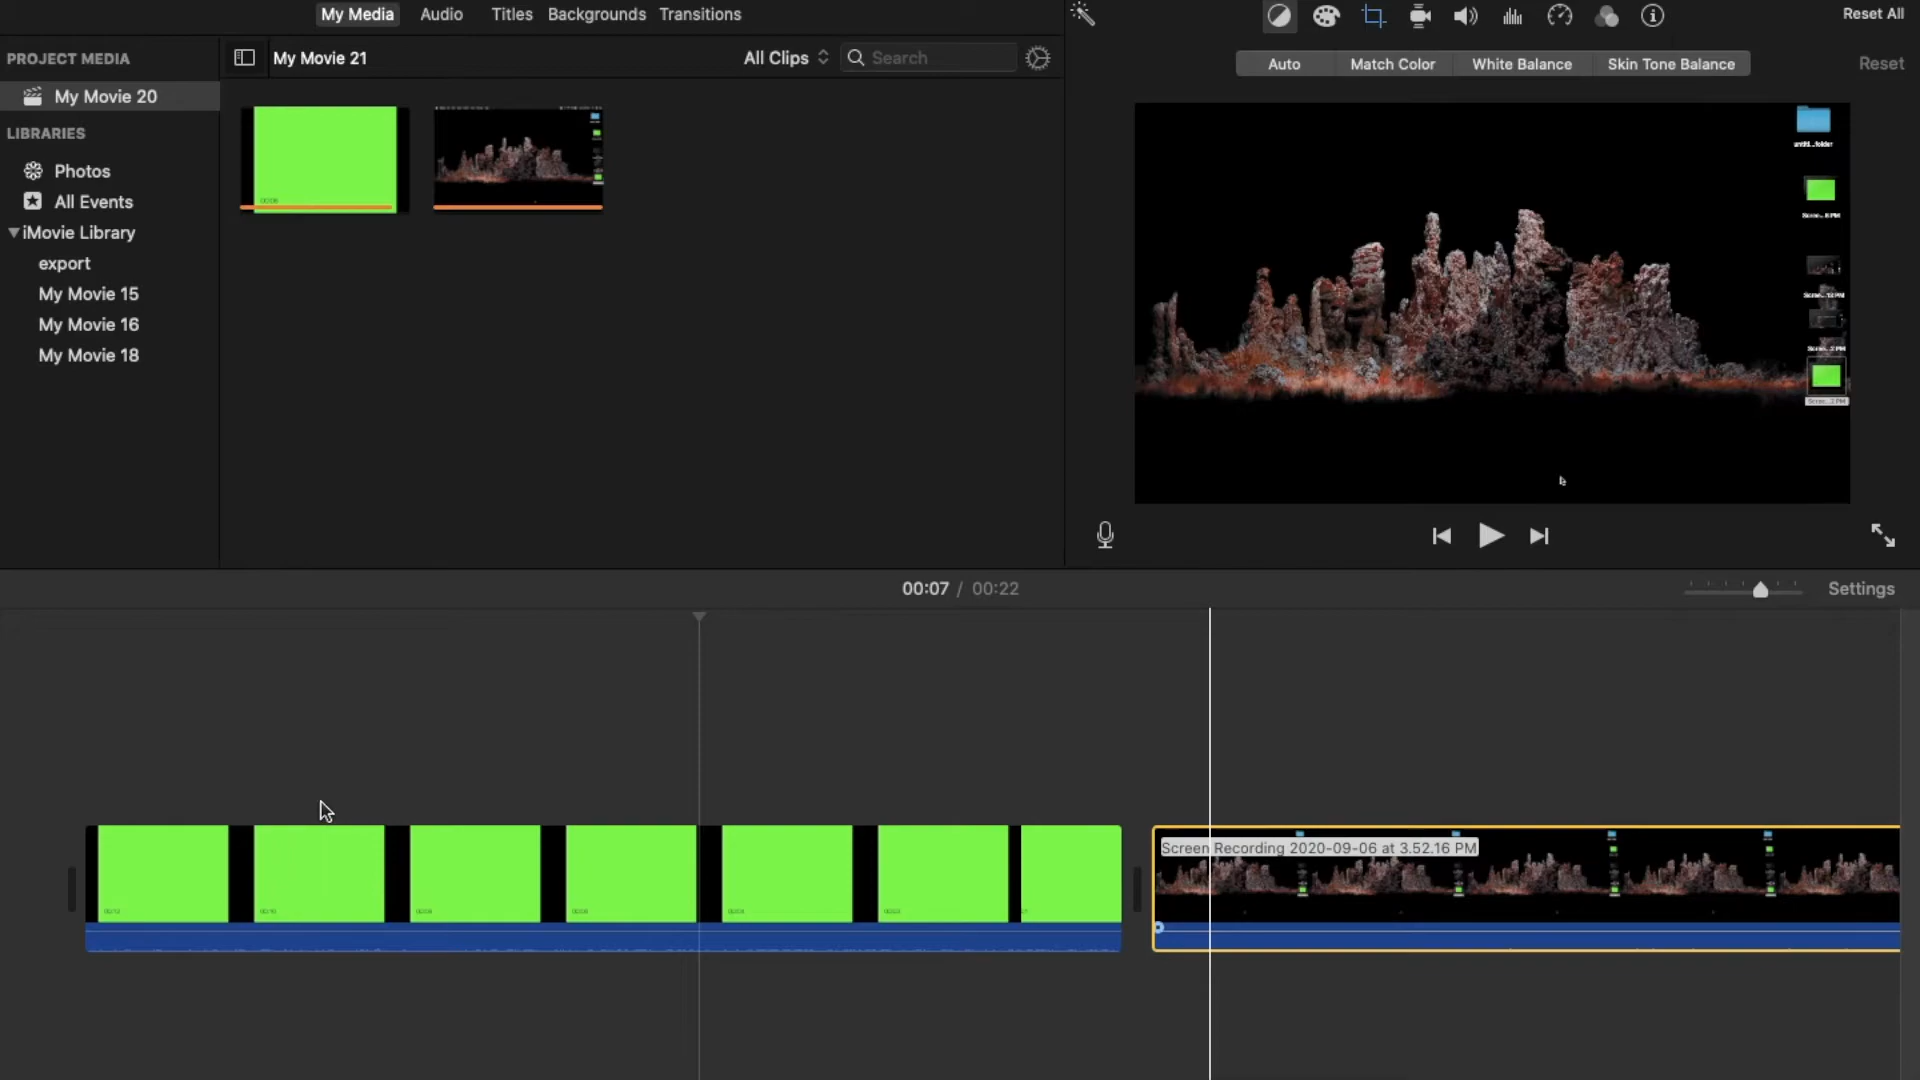 My Media Audio Titles Backgrounds Transitions
Reset All
PROJECT MEDIA
My Movie 21
All Clips
Search
Auto Match Color White Balance Skin Tone Balance
Reset
My Movie 20
LIBRARIES
Photos
All Events
iMovie Library
export
My Movie 15
My Movie 16
My Movie 18
00:07 / 00:22
Settings
Screen Recording 2020-09-06 at 3.52.16 PM